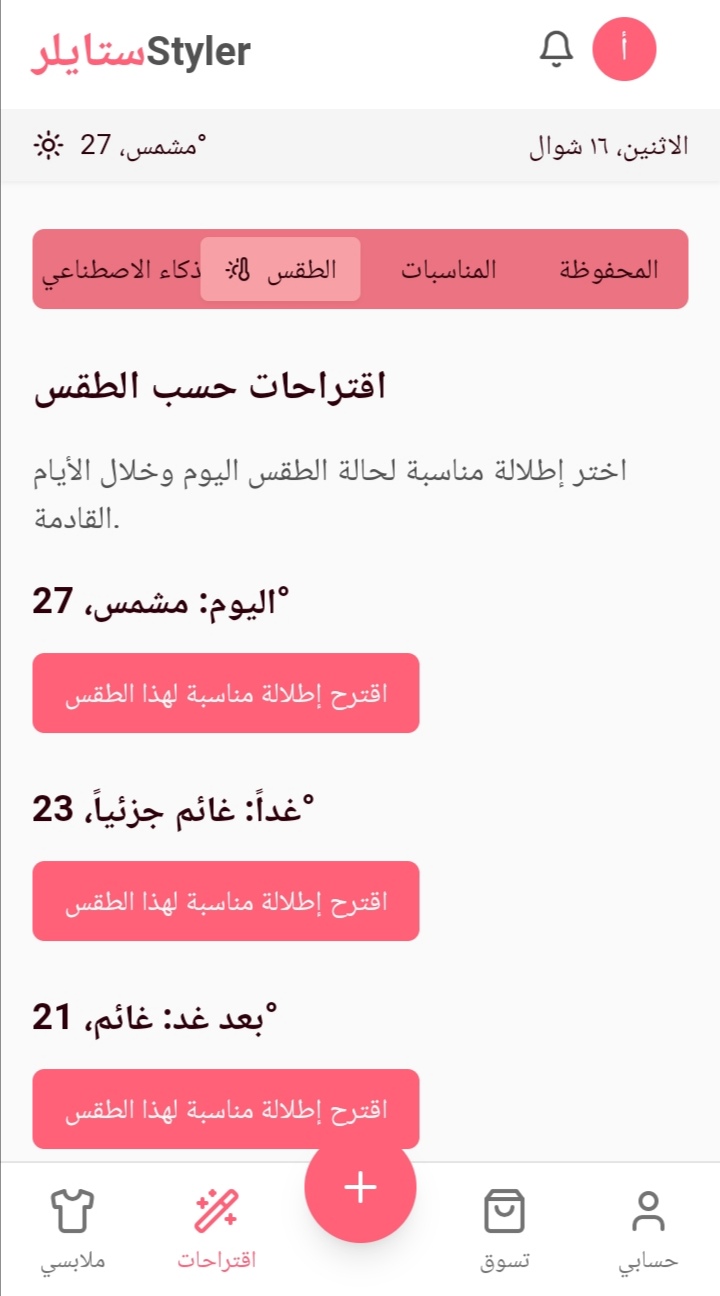 ستايلرStyler
أ
الاثنين، ١٦ شوال
مشمس، 27°
المحفوظة
المناسبات
الطقس
ذكاء الاصطناعي
اقتراحات حسب الطقس
اختر إطلالة مناسبة لحالة الطقس اليوم وخلال الأيام
القادمة.
اليوم: مشمس، 27°
اقترح إطلالة مناسبة لهذا الطقس
غداً: غائم جزئياً، 23°
اقترح إطلالة مناسبة لهذا الطقس
بعد غد: غائم، 21°
اقترح إطلالة مناسبة لهذا الطقس
حسابي
تسوق
اقتراحات
ملابسي